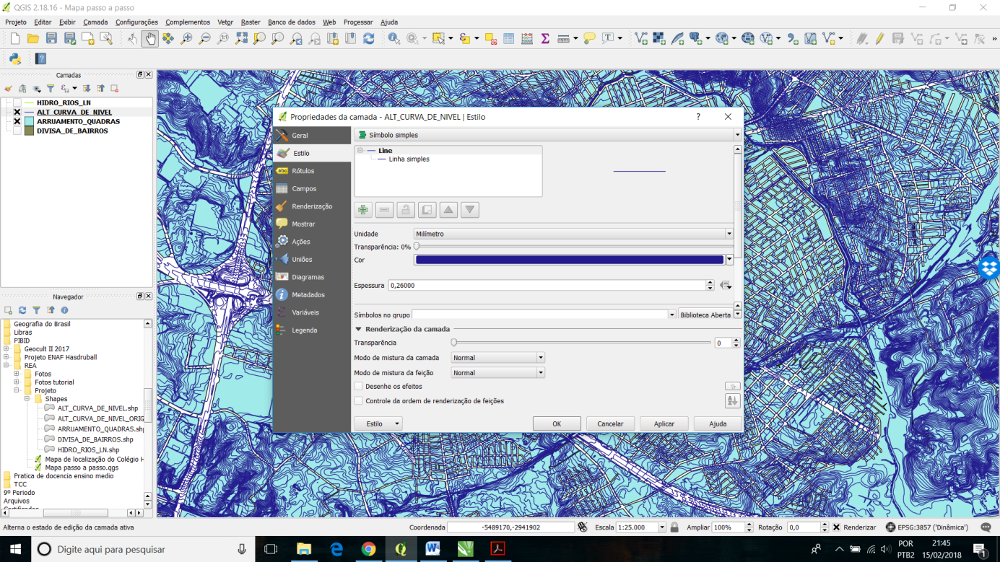 QGIS 2.18.16 - Mapa passo a passo
Projeto Editar Exibir Camada Configurações Complementos Vetor Raster Banco de dados Web Processar Ajuda
Camadas
HIDRO_RIOS_LN
ALT_CURVA_DE_NIVEL
ARRUAMENTO_QUADRAS
DIVISA_DE_BAIRROS
Navegador
Geografia do Brasil
Libras
PIBID
Geocult II 2017
Projeto ENAF Hasdruball
REA
Fotos
Fotos tutorial
Projeto
Shapes
ALT_CURVA_DE_NIVEL.shp
ALT_CURVA_DE_NIVEL_ORIG
ARRUAMENTO_QUADRAS.shp
DIVISA_DE_BAIRROS.shp
HIDRO_RIOS_LN.shp
Mapa de localização do Colégio H
Mapa passo a passo.qgs
Pratica de docencia ensino medio
TCC
9º Periodo
Arquivos
Certificados
Propriedades da camada - ALT_CURVA_DE_NIVEL | Estilo
?
Geral
Estilo
abc Rótulos
Campos
Renderização
Mostrar
Ações
Uniões
Diagramas
Metadados
Variáveis
Legenda
Símbolo simples
Line
Linha simples
Unidade Milímetro
Transparência: 0%
Cor
Espessura 0,26000
Símbolos no grupo Biblioteca Aberta
Renderização da camada
Transparência 0
Modo de mistura da camada Normal
Modo de mistura da feição Normal
Desenhe os efeitos
Controle da ordem de renderização de feições
Estilo OK Cancelar Aplicar Ajuda
Alterna o estado de edição da camada ativa Coordenada -5489170,-2941902 Escala 1:25.000 Ampliar 100% Rotação 0,0 Renderizar EPSG:3857 ('Dinâmica')
Digite aqui para pesquisar
POR
PTB2
21:45
15/02/2018
1